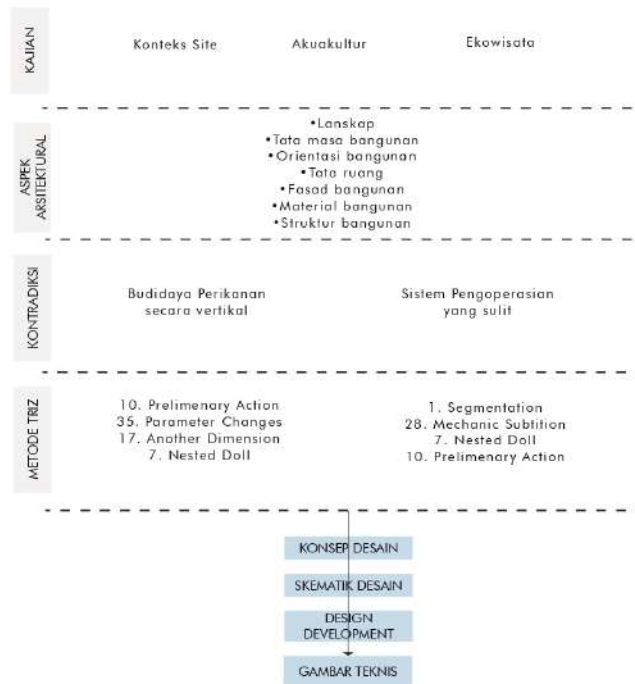 KAJIAN
Konteks Site
Akuakultur
Ekowisata
ASPEK
ARSITEKTURAL
•Lanskap
•Tata masa bangunan
•Orientasi bangunan
•Tata ruang
•Fasad bangunan
•Material bangunan
•Struktur bangunan
KONTRADIKSI
Budidaya Perikanan
secara vertikal
Sistem Pengoperasian
yang sulit
METODE TRIZ
10. Prelimenary Action
35. Parameter Changes
17. Another Dimension
7. Nested Doll
1. Segmentation
28. Mechanic Subtition
7. Nested Doll
10. Prelimenary Action
KONSEP DESAIN
SKEMATIK DESAIN
DESIGN
DEVELOPMENT
GAMBAR TEKNIS